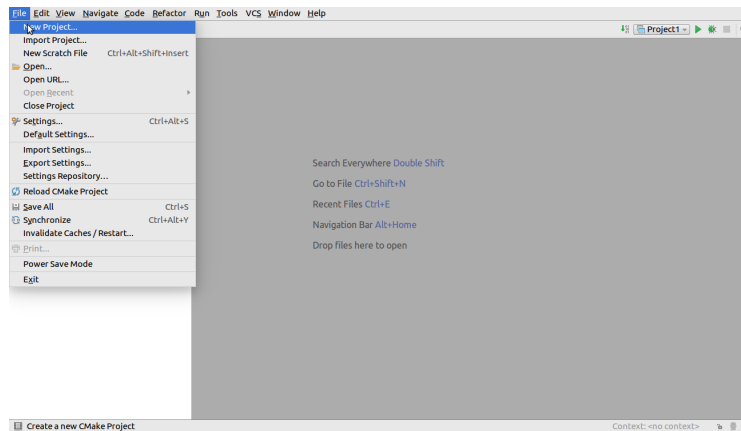 File Edit View Navigate Code Refactor Run Tools VCS Window Help
New Project...
Project1
Import Project...
New Scratch File Ctrl+Alt+Shift+Insert
Open...
Open URL...
Open Recent
Close Project
Settings... Ctrl+Alt+S
Default Settings...
Import Settings...
Export Settings...
Settings Repository...
Reload CMake Project
Save All Ctrl+S
Synchronize Ctrl+Alt+Y
Invalidate Caches / Restart...
Print...
Power Save Mode
Exit
Search Everywhere Double Shift
Go to File Ctrl+Shift+N
Recent Files Ctrl+E
Navigation Bar Alt+Home
Drop files here to open
Create a new CMake Project
Context: <no context>